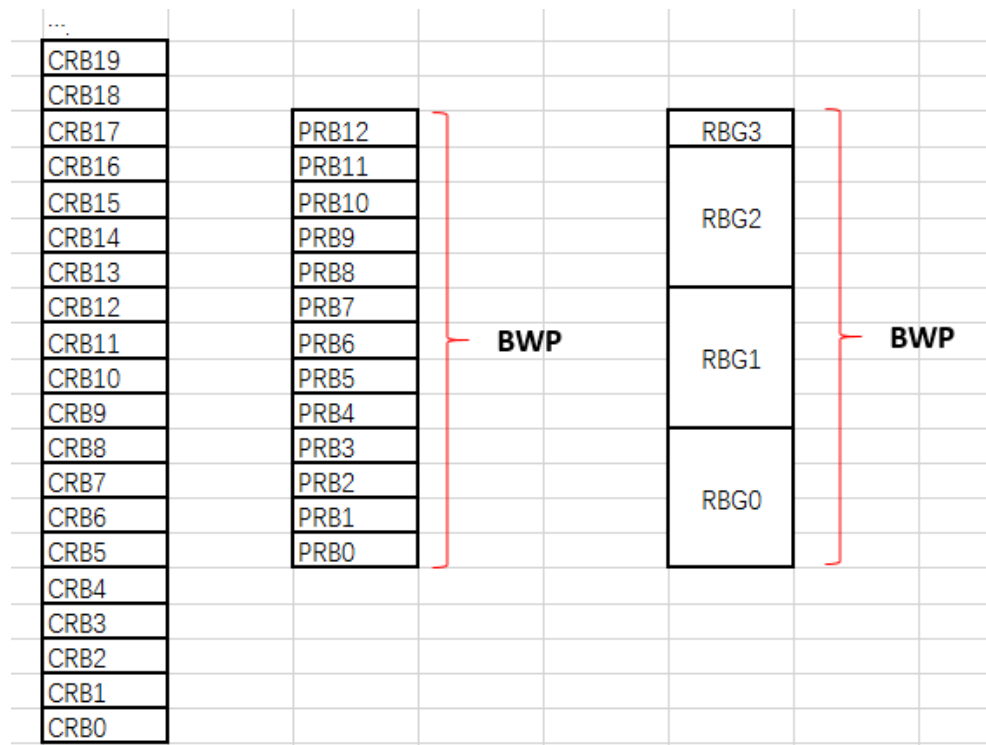 ...
CRB19
CRB18
CRB17 PRB12 RBG3
CRB16 PRB11
CRB15 PRB10 RBG2
CRB14 PRB9
CRB13 PRB8
CRB12 PRB7
CRB11 PRB6 BWP RBG1 BWP
CRB10 PRB5
CRB9 PRB4
CRB8 PRB3
CRB7 PRB2 RBG0
CRB6 PRB1
CRB5 PRB0
CRB4
CRB3
CRB2
CRB1
CRB0